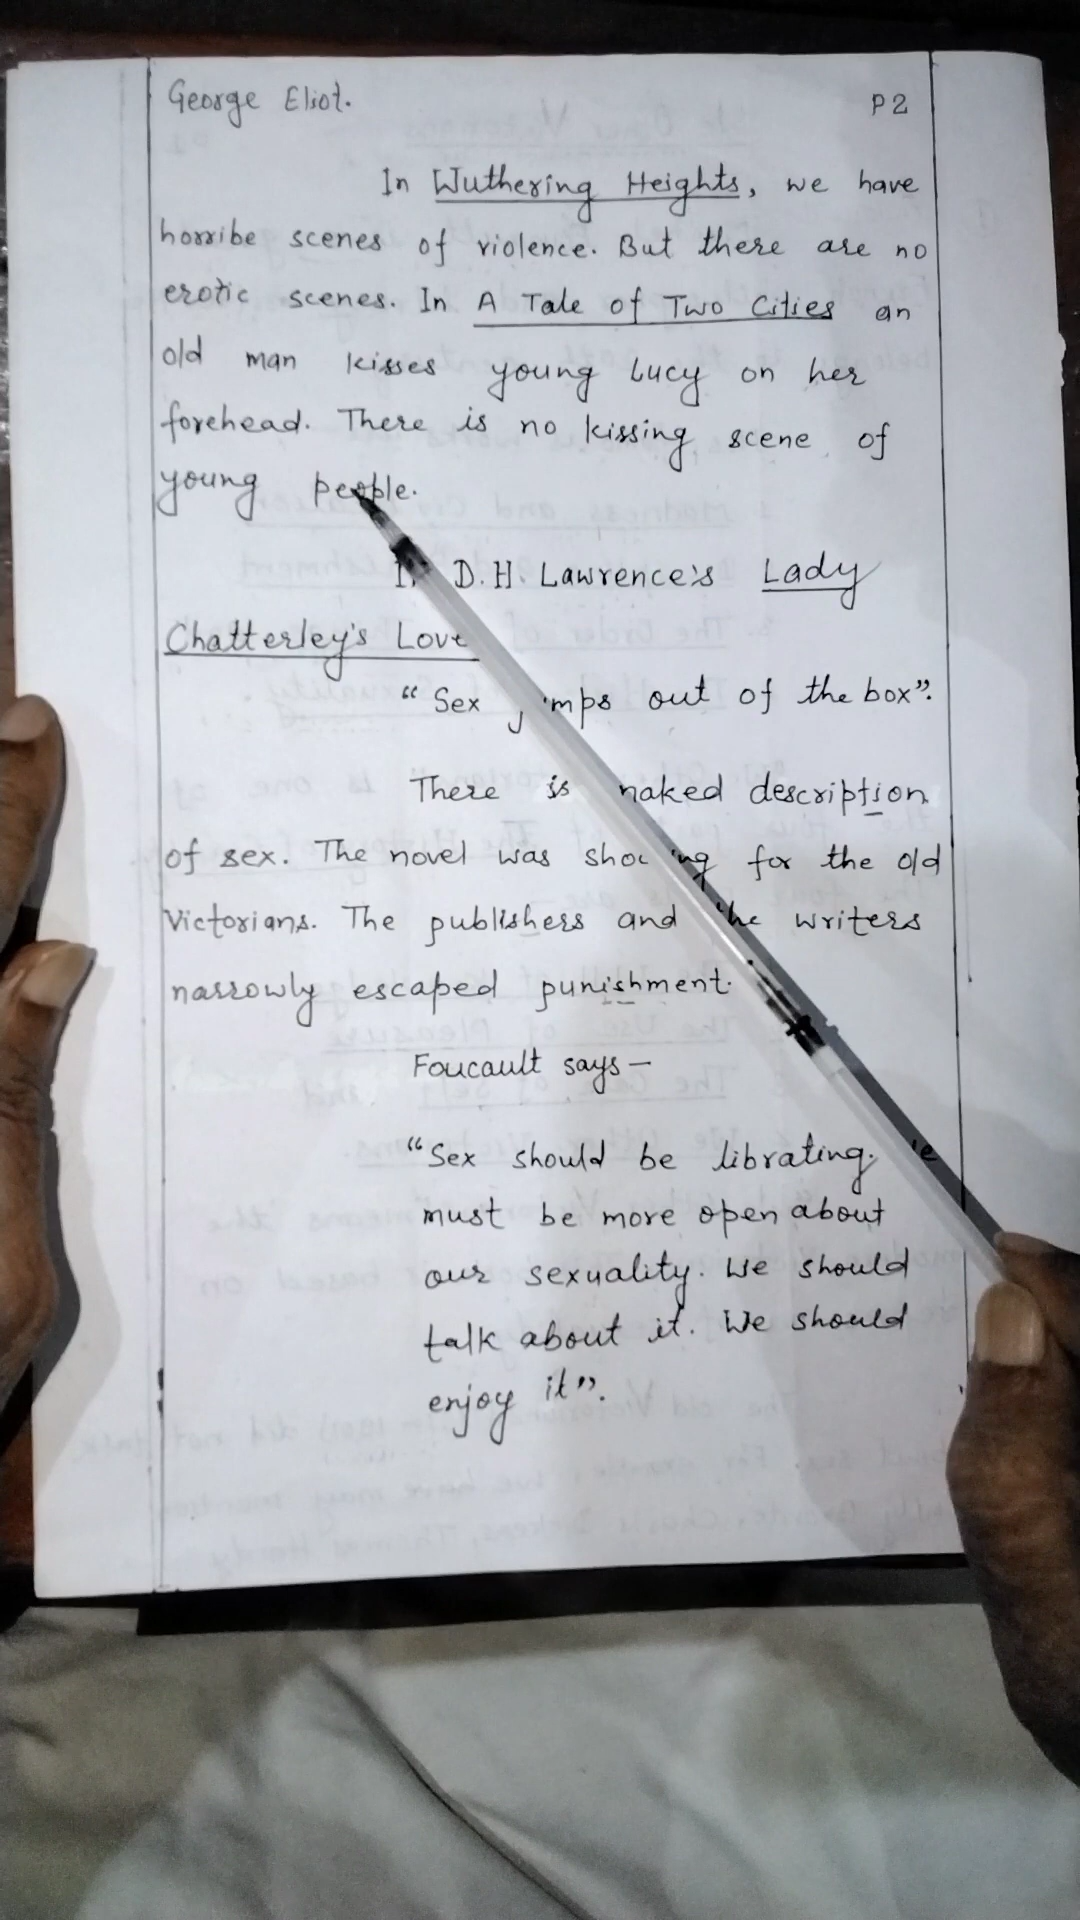 George Eliot.
P2
In Wuthering Heights, we have
horribe scenes of violence. But there are no
erotic scenes. In A Tale of Two Cities an
old man kisses young Lucy on her
forehead. There is no kissing scene of
young people.
D.H. Lawrence's Lady
Chatterley's
"Sex out of the box".
There is naked description
of sex. The novel was for the old
Victorians. The publishers and the writers
narrowly escaped punishment.
Foucault says —
"Sex should be librating.
must be more open about
our sexuality. We should
talk about it. We should
enjoy it".